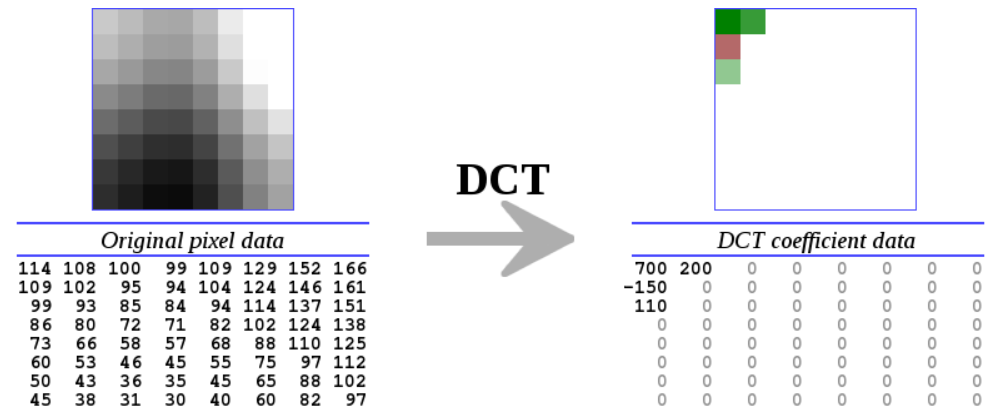 DCT
Original pixel data
114 108 100 99 109 129 152 166
109 102 95 94 104 124 146 161
99 93 85 84 94 114 137 151
86 80 72 71 82 102 124 138
73 66 58 57 68 88 110 125
60 53 46 45 55 75 97 112
50 43 36 35 45 65 88 102
45 38 31 30 40 60 82 97
DCT coefficient data
700 200 0 0 0 0 0 0
-150 0 0 0 0 0 0 0
110 0 0 0 0 0 0 0
0 0 0 0 0 0 0 0
0 0 0 0 0 0 0 0
0 0 0 0 0 0 0 0
0 0 0 0 0 0 0 0
0 0 0 0 0 0 0 0